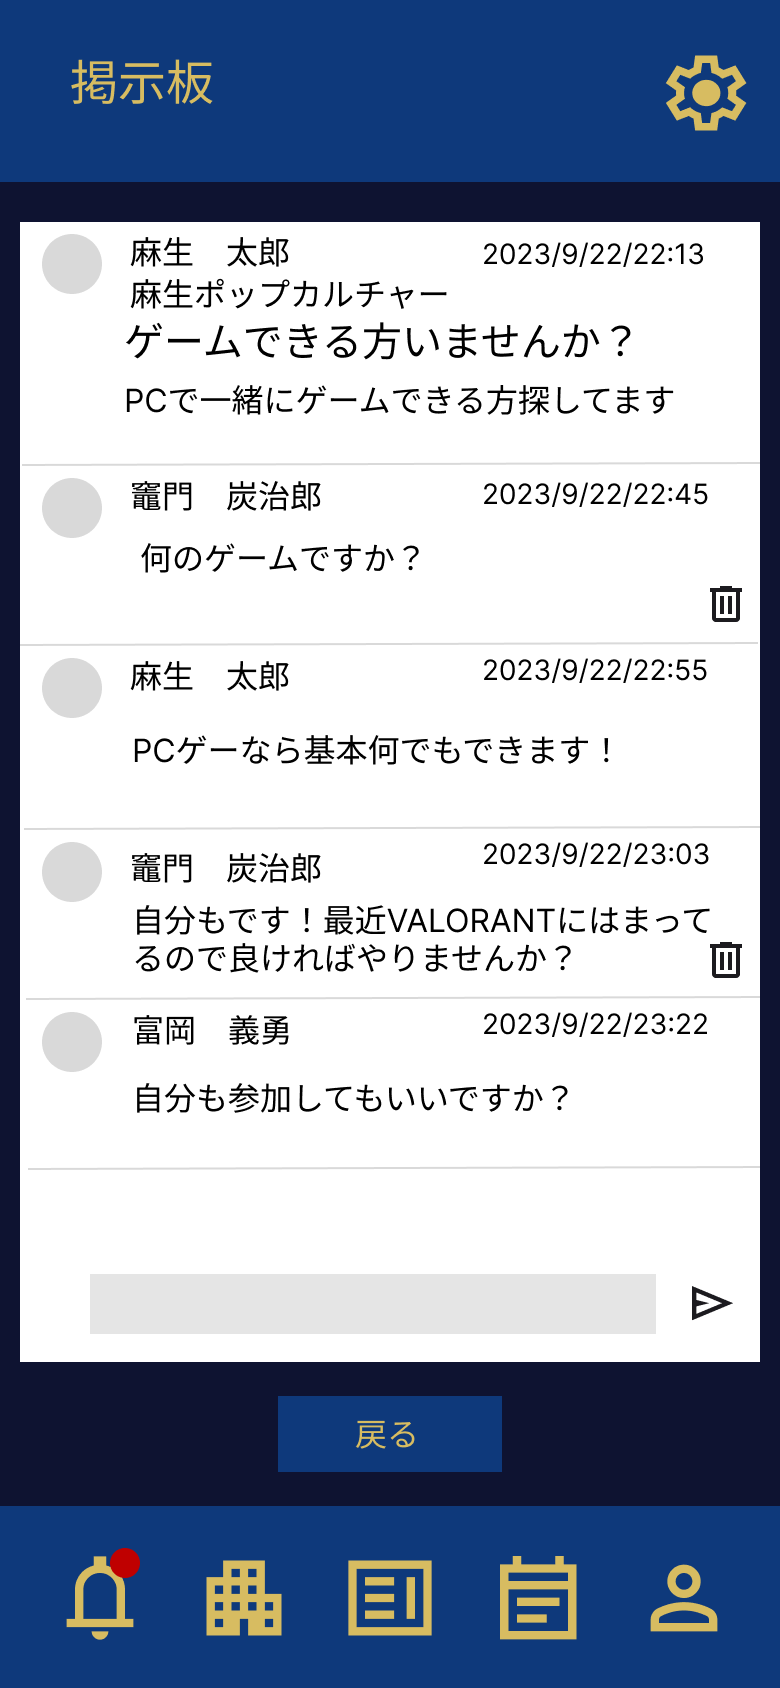 掲示板
麻生　太郎
2023/9/22/22:13
麻生ポップカルチャー
ゲームできる方いませんか？
PCで一緒にゲームできる方探してます
竈門　炭治郎
2023/9/22/22:45
何のゲームですか？
麻生　太郎
2023/9/22/22:55
PCゲーなら基本何でもできます！
竈門　炭治郎
2023/9/22/23:03
自分もです！最近VALORANTにはまって
るので良ければやりませんか？
富岡　義勇
2023/9/22/23:22
自分も参加してもいいですか？
戻る